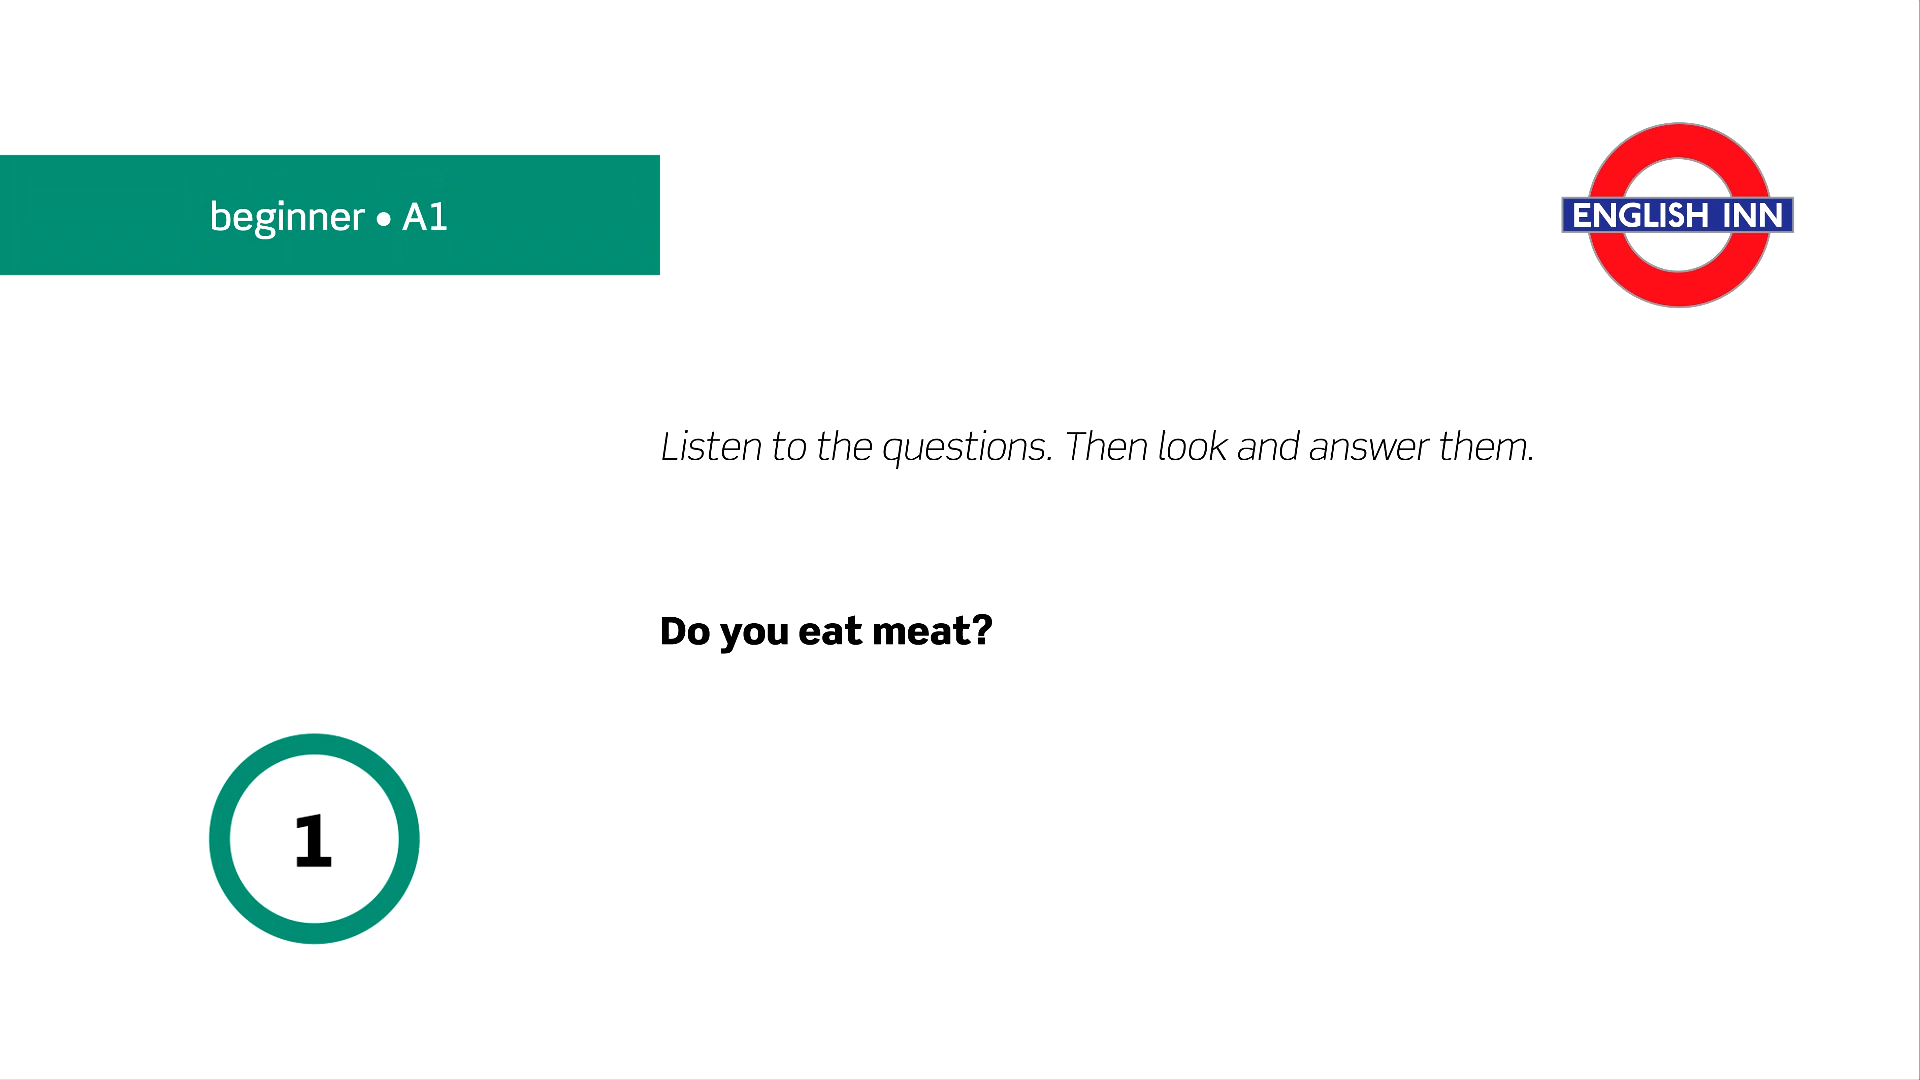 beginner • A1
ENGLISH INN
Listen to the questions. Then look and answer them.
Do you eat meat?
1